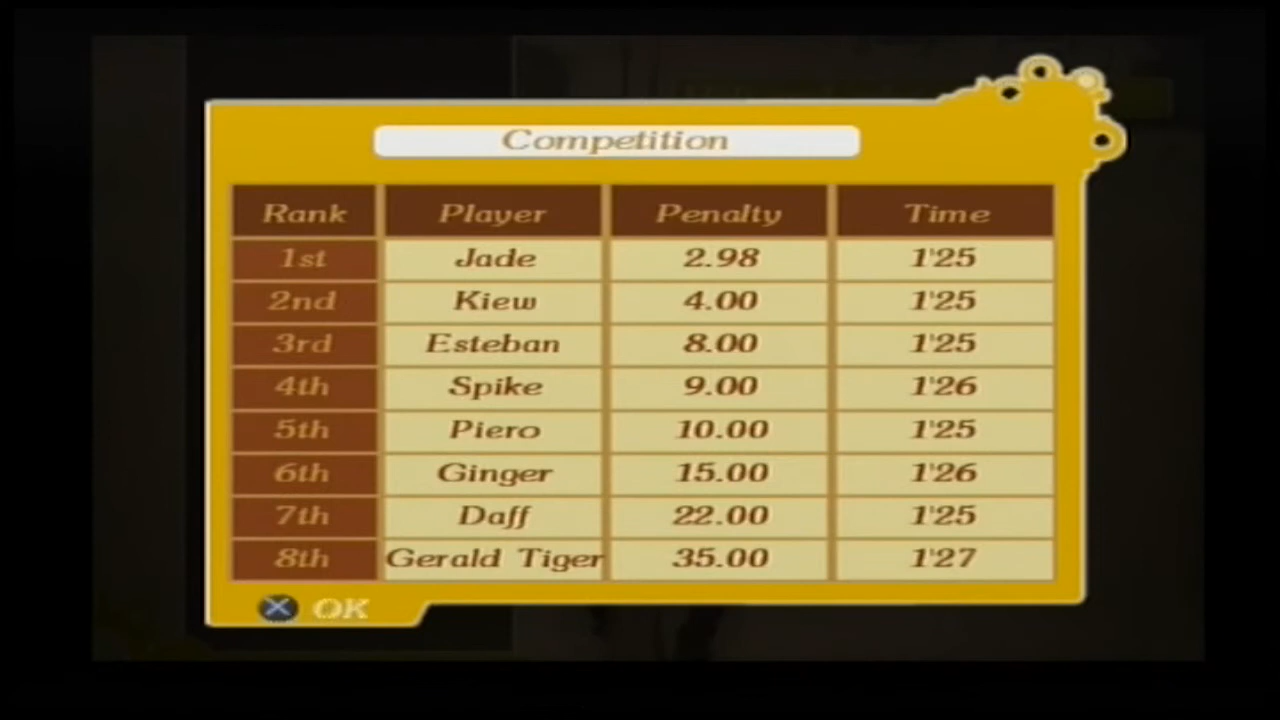 Competition
Rank Player Penalty Time
1st Jade 2.98 1'25
2nd Kiew 4.00 1'25
3rd Esteban 8.00 1'25
4th Spike 9.00 1'26
5th Piero 10.00 1'25
6th Ginger 15.00 1'26
7th Daff 22.00 1'25
8th Gerald Tiger 35.00 1'27
OK